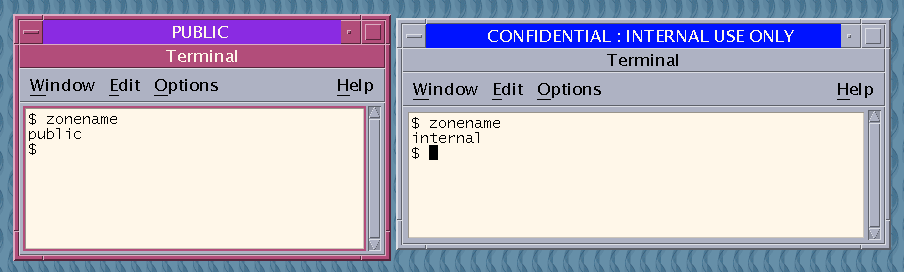 PUBLIC
Terminal
Window Edit Options Help
$ zonename
public
$
CONFIDENTIAL : INTERNAL USE ONLY
Terminal
Window Edit Options Help
$ zonename
internal
$